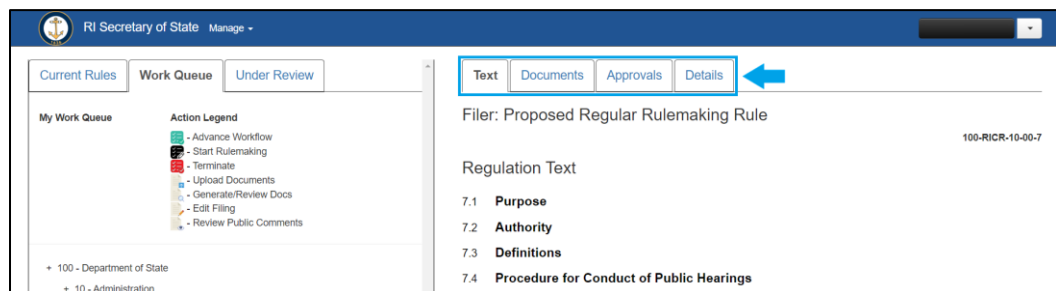 RI Secretary of State Manage
Current Rules Work Queue Under Review
My Work Queue Action Legend
- Advance Workflow
- Start Rulemaking
- Terminate
- Upload Documents
- Generate/Review Docs
- Edit Filing
- Review Public Comments
+ 100 - Department of State
+ 10 - Administration
Text Documents Approvals Details
Filer: Proposed Regular Rulemaking Rule
100-RICR-10-00-7
Regulation Text
7.1 Purpose
7.2 Authority
7.3 Definitions
7.4 Procedure for Conduct of Public Hearings